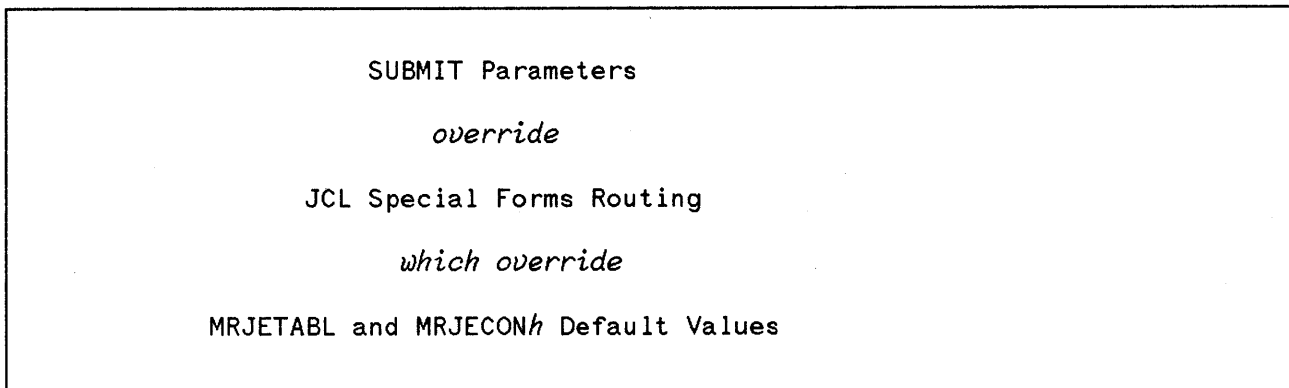 SUBMIT Parameters
override
JCL Special Forms Routing
which override
MRJETABL and MRJECONh Default Values